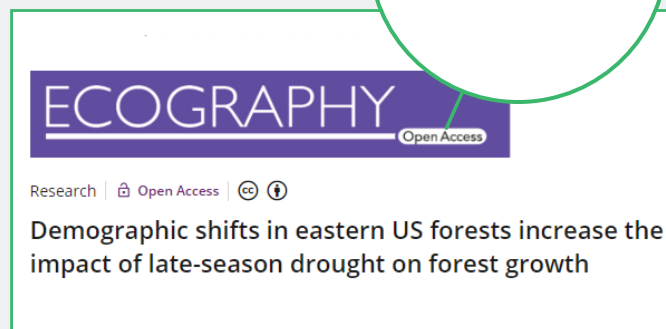 ECOGRAPHY
Open Access
Research Open Access cc
Demographic shifts in eastern US forests increase the
impact of late-season drought on forest growth